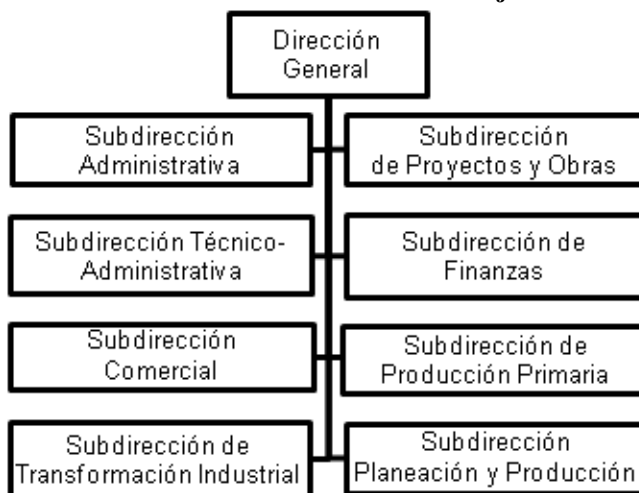 Dirección
General
Subdirección
Administrativa
Subdirección
de Proyectos y Obras
Subdirección Técnico-
Administrativa
Subdirección de
Finanzas
Subdirección
Comercial
Subdirección de
Producción Primaria
Subdirección de
Transformación Industrial
Subdirección
Planeación y Producción